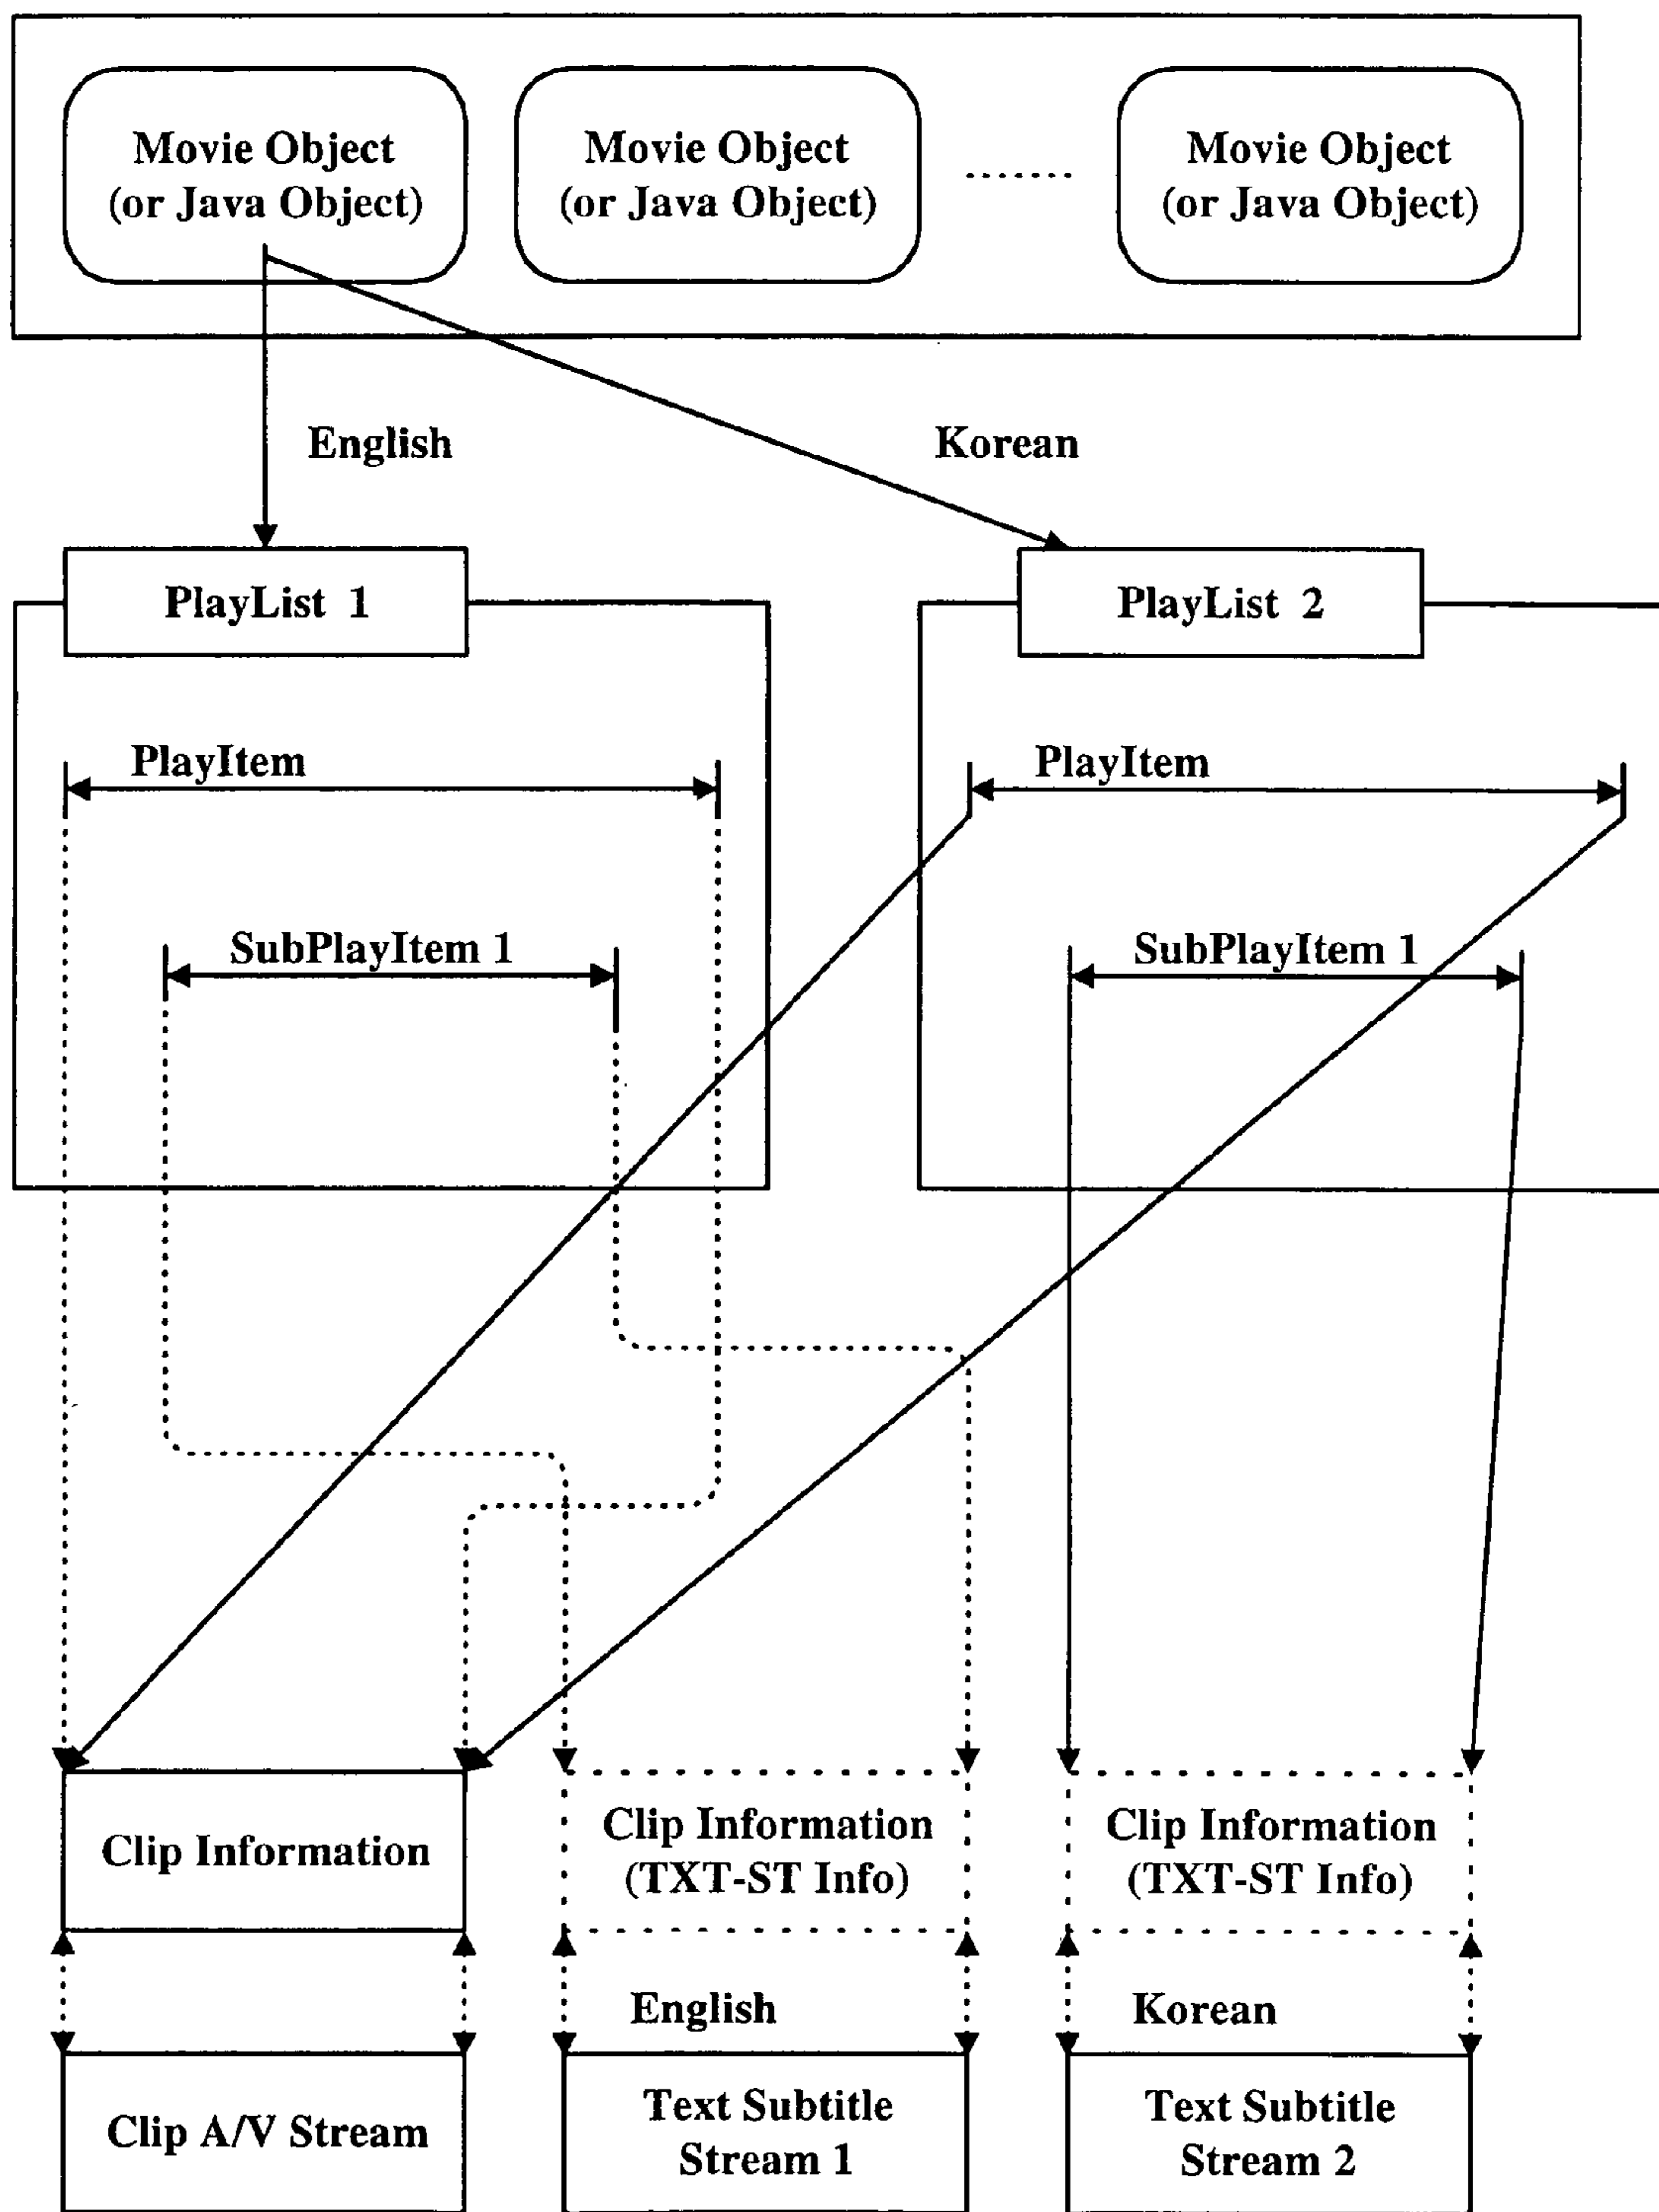 Movie Object
(or Java Object)
Movie Object
(or Java Object)
.......
Movie Object
(or Java Object)
English
Korean
PlayList 1
PlayList 2
PlayItem
PlayItem
SubPlayItem 1
SubPlayItem 1
Clip Information
Clip Information
(TXT-ST Info)
Clip Information
(TXT-ST Info)
English
Korean
Clip A/V Stream
Text Subtitle
Stream 1
Text Subtitle
Stream 2